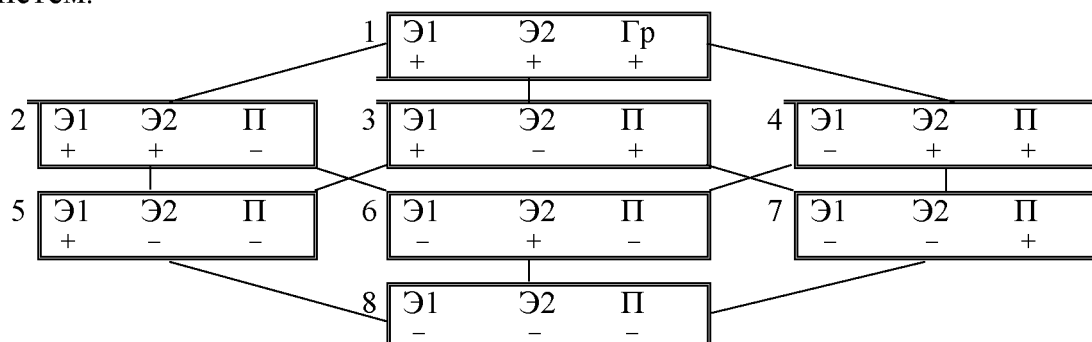 1 Э1 Э2 Гр
+ + +
2 Э1 Э2 П 3 Э1 Э2 П 4 Э1 Э2 П
+ + – + – + – + +
5 Э1 Э2 П 6 Э1 Э2 П 7 Э1 Э2 П
+ – – – + – – – +
8 Э1 Э2 П
– – –